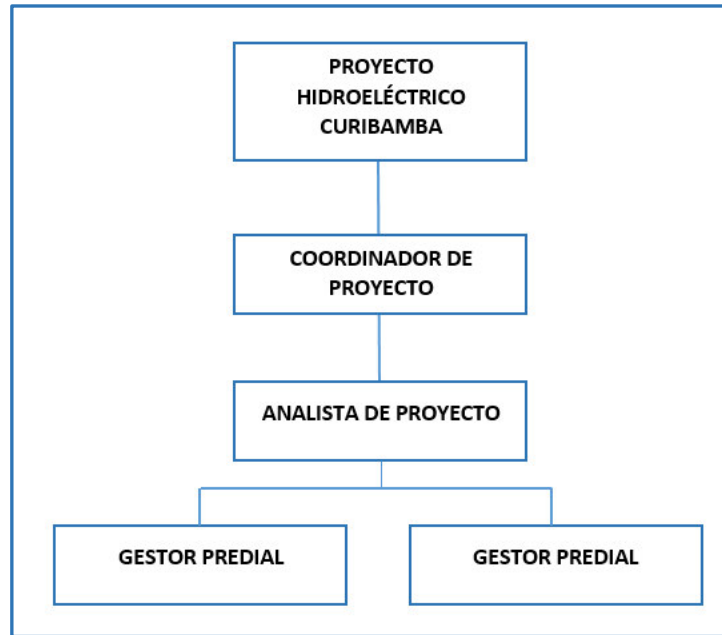 PROYECTO
HIDROELÉCTRICO
CURIBAMBA
COORDINADOR DE
PROYECTO
ANALISTA DE PROYECTO
GESTOR PREDIAL
GESTOR PREDIAL